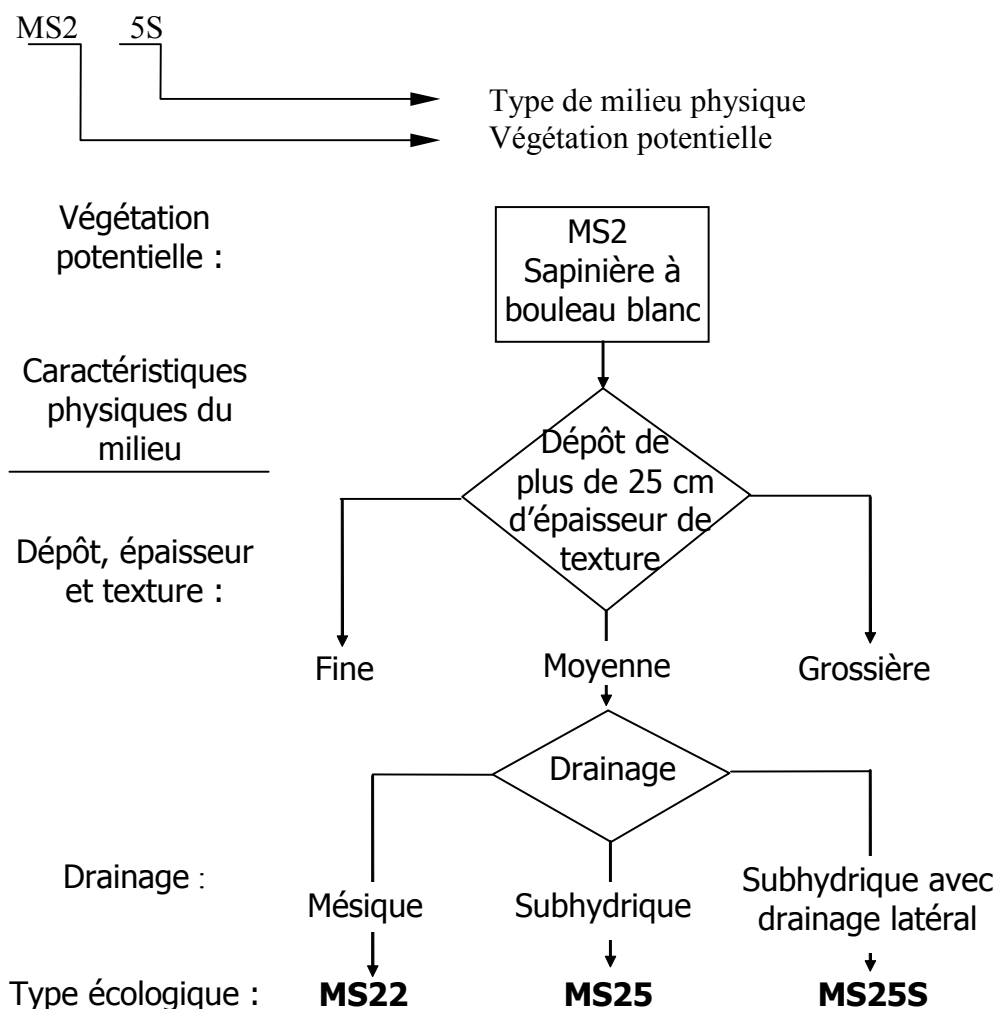 MS2 5S
Type de milieu physique
Végétation potentielle
Végétation
potentielle :
MS2
Sapinière à
bouleau blanc
Caractéristiques
physiques du
milieu
Dépôt de
plus de 25 cm
d'épaisseur de
texture
Dépôt, épaisseur
et texture :
Fine
Moyenne
Grossière
Drainage
Drainage :
Mésique
Subhydrique
Subhydrique avec
drainage latéral
Type écologique :
MS22
MS25
MS25S